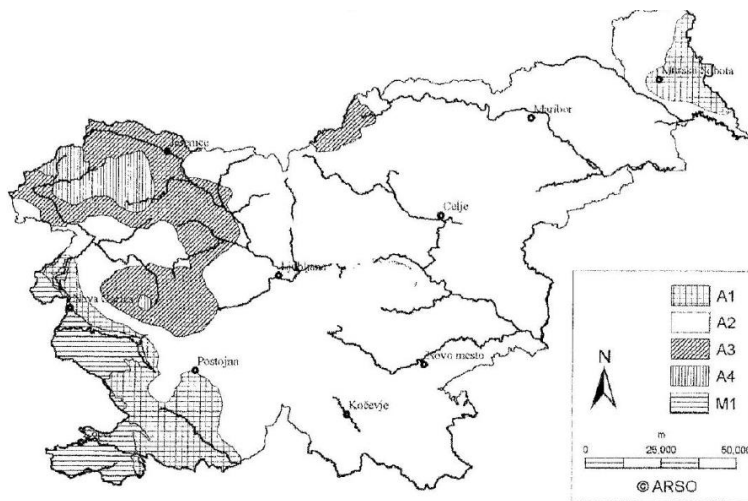 Murska Sobota
Maribor
Jesenice
Celje
Ljubljana
Nova Gorica
Postojna
Novo mesto
Kočevje
A1
A2
A3
A4
M1
N
m
0 25,000 50,000
© ARSO